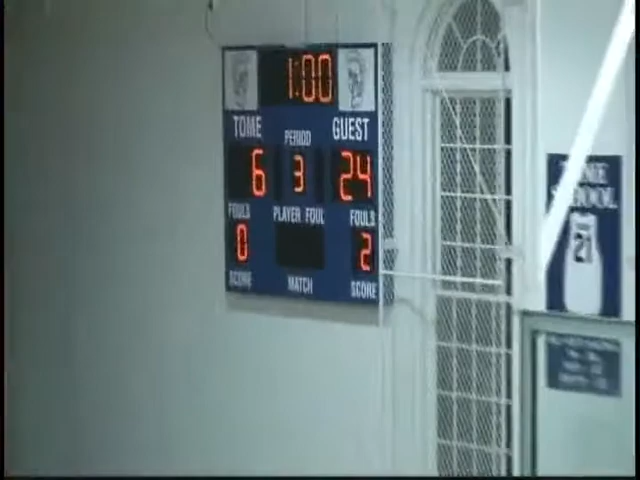 1:00
TOME PERIOD GUEST
6 3 24
FOULS PLAYER FOUL FOULS
0 2
SCORE MATCH SCORE
SCHOOL
21